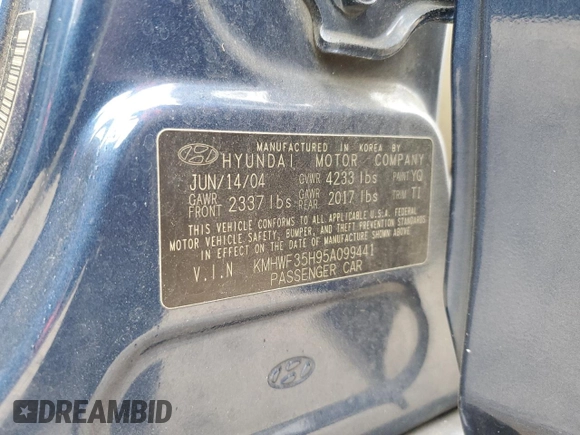 MANUFACTURED IN KOREA BY
HYUNDAI MOTOR COMPANY
JUN/14/04 GVWR 4233 lbs PAINT YQ
GAWR FRONT 2337 lbs GAWR REAR 2017 lbs TRIM TI
THIS VEHICLE CONFORMS TO ALL APPLICABLE U.S.A. FEDERAL
MOTOR VEHICLE SAFETY, BUMPER, AND THEFT PREVENTION STANDARDS
IN EFFECT ON THE DATE OF MANUFACTURE SHOWN ABOVE.
V.I.N KMHWF35H95A099441
PASSENGER CAR
DREAMBID